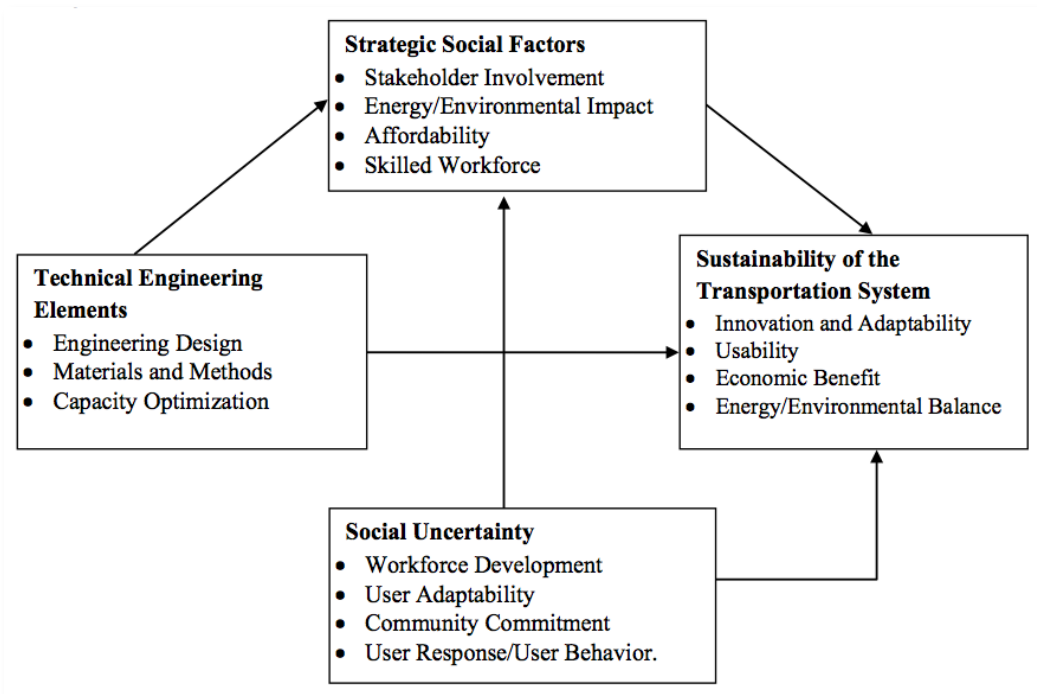 Strategic Social Factors
• Stakeholder Involvement
• Energy/Environmental Impact
• Affordability
• Skilled Workforce
Technical Engineering
Elements
• Engineering Design
• Materials and Methods
• Capacity Optimization
Sustainability of the
Transportation System
• Innovation and Adaptability
• Usability
• Economic Benefit
• Energy/Environmental Balance
Social Uncertainty
• Workforce Development
• User Adaptability
• Community Commitment
• User Response/User Behavior.